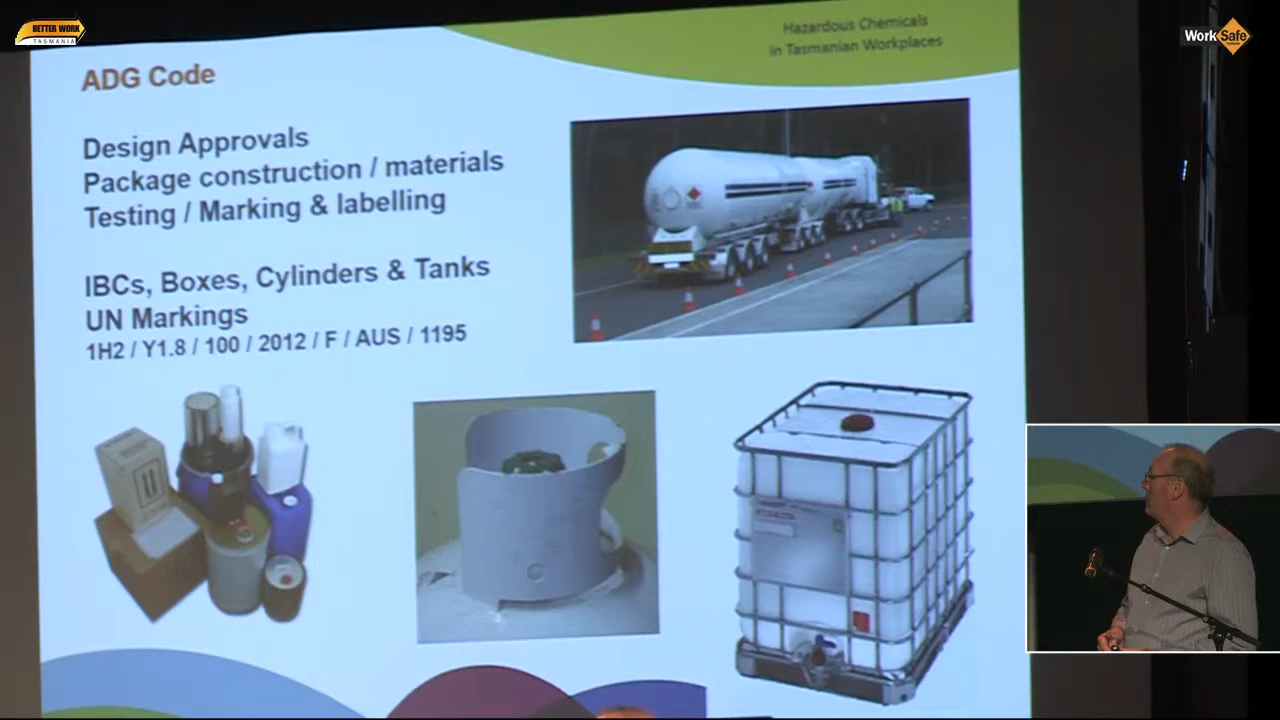 BETTER WORK
TASMANIA
Hazardous Chemicals
in Tasmanian Workplaces
WorkSafe
ADG Code
Design Approvals
Package construction / materials
Testing / Marking & labelling
IBCs, Boxes, Cylinders & Tanks
UN Markings
1H2 / Y1.8 / 100 / 2012 / F / AUS / 1195